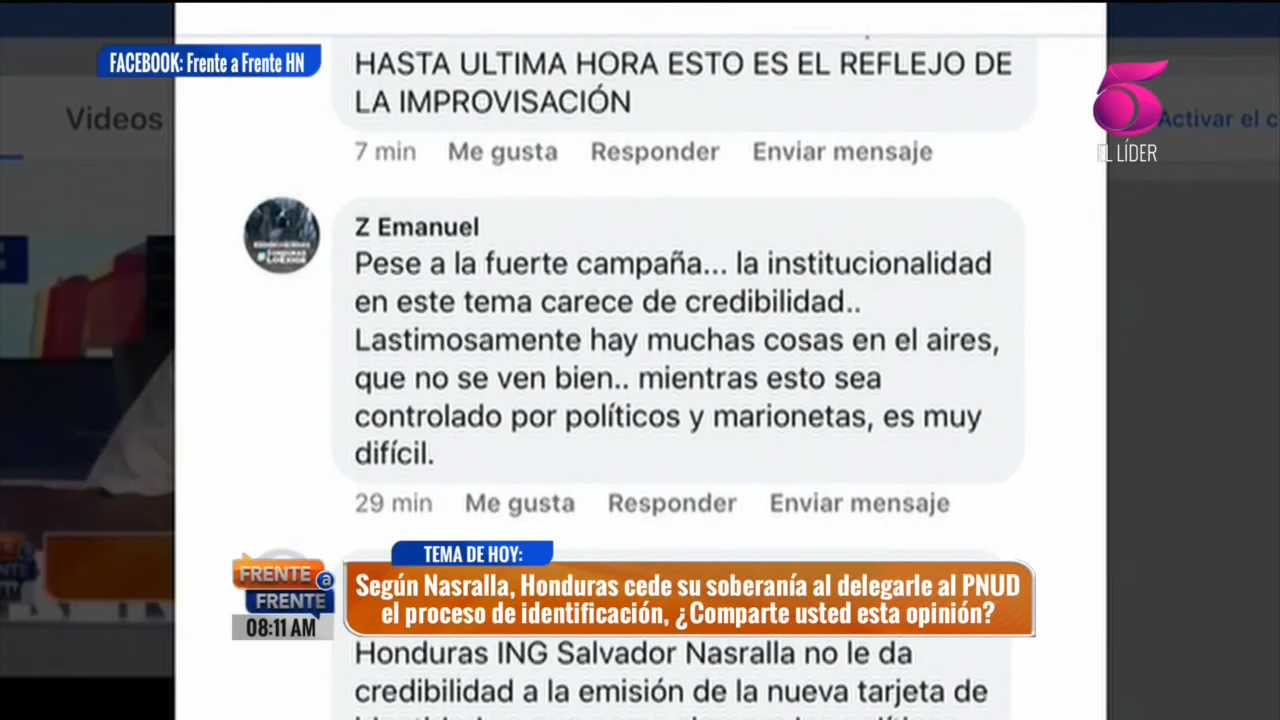 FACEBOOK: Frente a Frente HN
Videos
Activar el c
5
EL LÍDER
HASTA ULTIMA HORA ESTO ES EL REFLEJO DE
LA IMPROVISACIÓN
7 min Me gusta Responder Enviar mensaje
Z Emanuel
Pese a la fuerte campaña... la institucionalidad
en este tema carece de credibilidad..
Lastimosamente hay muchas cosas en el aires,
que no se ven bien.. mientras esto sea
controlado por políticos y marionetas, es muy
difícil.
29 min Me gusta Responder Enviar mensaje
TEMA DE HOY:
FRENTE a
FRENTE
08:11 AM
Según Nasralla, Honduras cede su soberanía al delegarle al PNUD
el proceso de identificación, ¿Comparte usted esta opinión?
Honduras ING Salvador Nasralla no le da
credibilidad a la emisión de la nueva tarjeta de